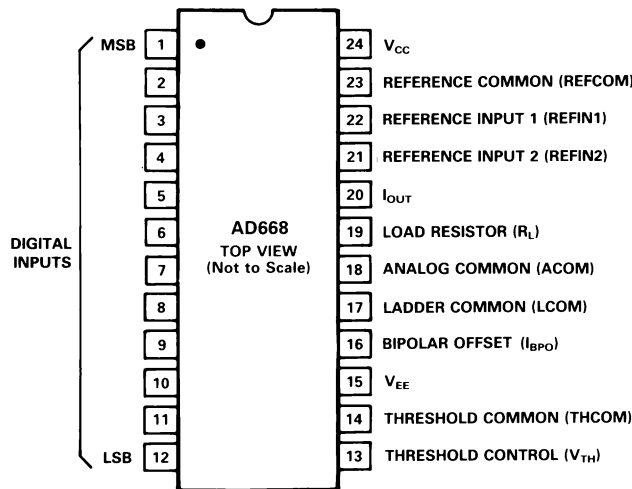 MSB 1 24 VCC
2 23 REFERENCE COMMON (REFCOM)
3 22 REFERENCE INPUT 1 (REFIN1)
4 21 REFERENCE INPUT 2 (REFIN2)
5 20 IOUT
DIGITAL INPUTS
6 19 LOAD RESISTOR (RL)
AD668
TOP VIEW
(Not to Scale)
7 18 ANALOG COMMON (ACOM)
8 17 LADDER COMMON (LCOM)
9 16 BIPOLAR OFFSET (IBPO)
10 15 VEE
11 14 THRESHOLD COMMON (THCOM)
LSB 12 13 THRESHOLD CONTROL (VTH)